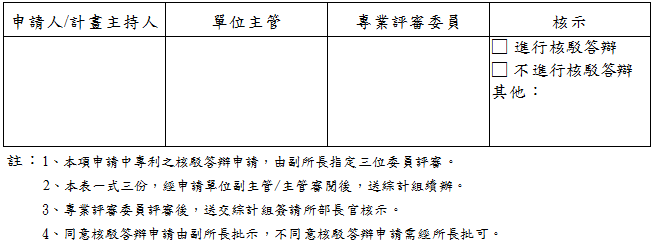 申請人/計畫主持人 單位主管 專業評審委員 核示
□ 進行核駁答辯
□ 不進行核駁答辯
其他：
註：1、本項申請中專利之核駁答辯申請，由副所長指定三位委員評審。
2、本表一式三份，經申請單位副主管/主管審閱後，送綜計組續辦。
3、專業評審委員評審後，送交綜計組簽請所部長官核示。
4、同意核駁答辯申請由副所長批示，不同意核駁答辯申請需經所長批可。